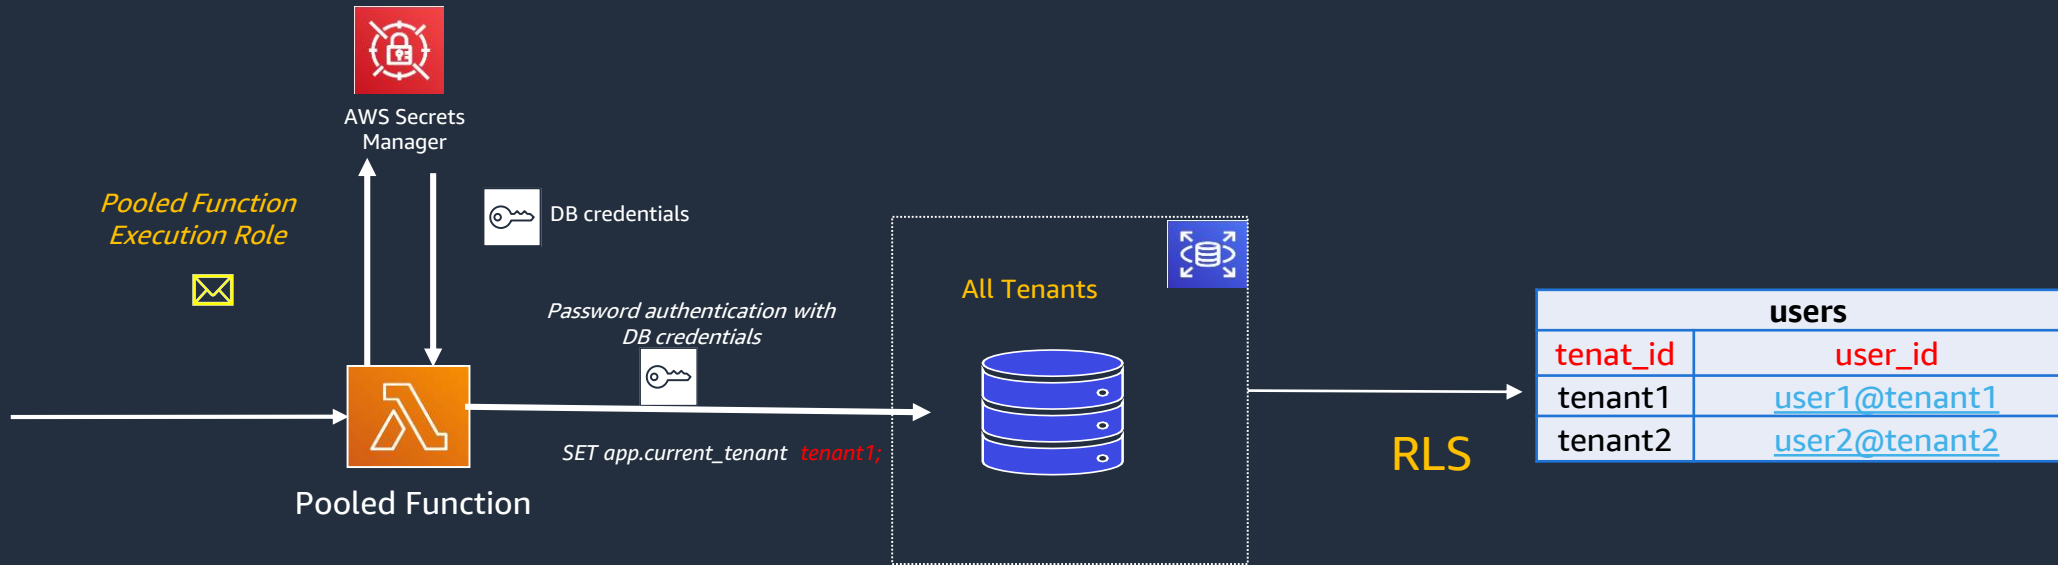 AWS Secrets
Manager
Pooled Function
Execution Role
DB credentials
Password authentication with
DB credentials
SET app.current_tenant tenant1;
Pooled Function
All Tenants
RLS
users
tenat_id user_id
tenant1 user1@tenant1
tenant2 user2@tenant2